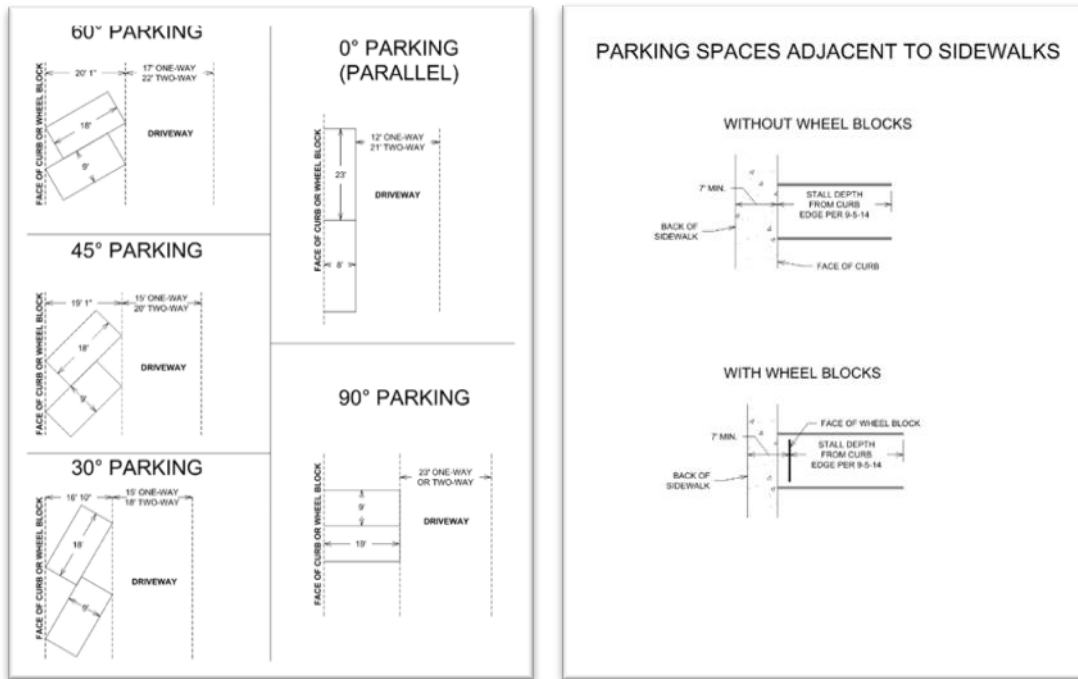 60° PARKING
20' 1"
17' ONE-WAY
22' TWO-WAY
FACE OF CURB OR WHEEL BLOCK
18'
9'
DRIVEWAY
45° PARKING
19' 1"
15' ONE-WAY
20' TWO-WAY
FACE OF CURB OR WHEEL BLOCK
18'
DRIVEWAY
30° PARKING
16' 10"
15' ONE-WAY
18' TWO-WAY
FACE OF CURB OR WHEEL BLOCK
18'
DRIVEWAY
0° PARKING
(PARALLEL)
12' ONE-WAY
21' TWO-WAY
FACE OF CURB OR WHEEL BLOCK
23'
DRIVEWAY
8'
90° PARKING
23' ONE-WAY
OR TWO-WAY
FACE OF CURB OR WHEEL BLOCK
9'
DRIVEWAY
PARKING SPACES ADJACENT TO SIDEWALKS
WITHOUT WHEEL BLOCKS
7' MIN.
STALL DEPTH
FROM CURB
EDGE PER 9-5-14
BACK OF
SIDEWALK
FACE OF CURB
WITH WHEEL BLOCKS
FACE OF WHEEL BLOCK
7' MIN.
STALL DEPTH
FROM CURB
EDGE PER 9-5-14
BACK OF
SIDEWALK